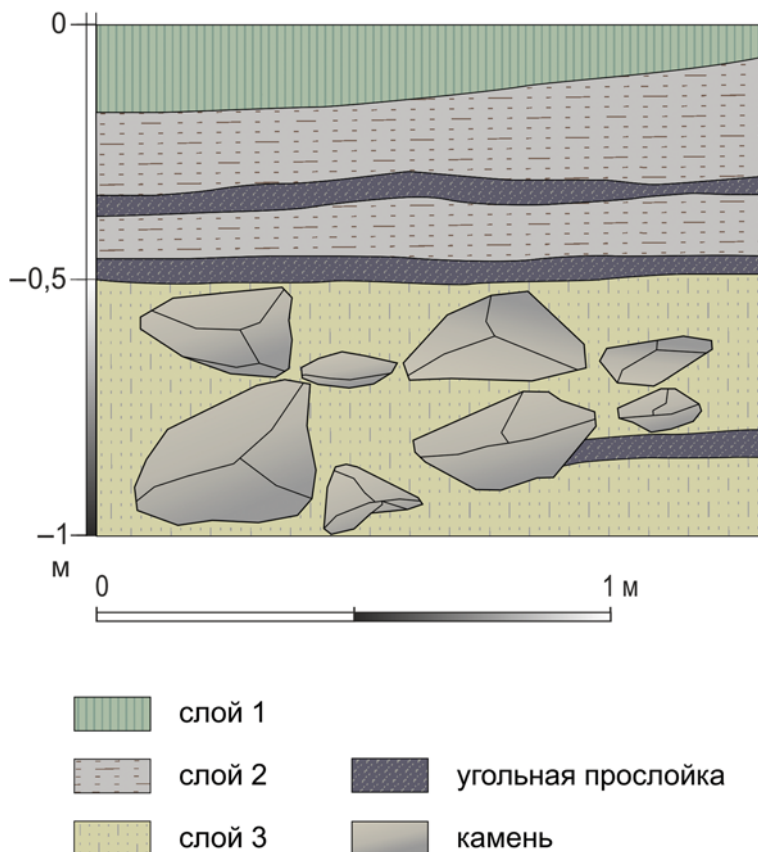 0
–0,5
–1
м
0
1 м
слой 1
слой 2
угольная прослойка
слой 3
камень